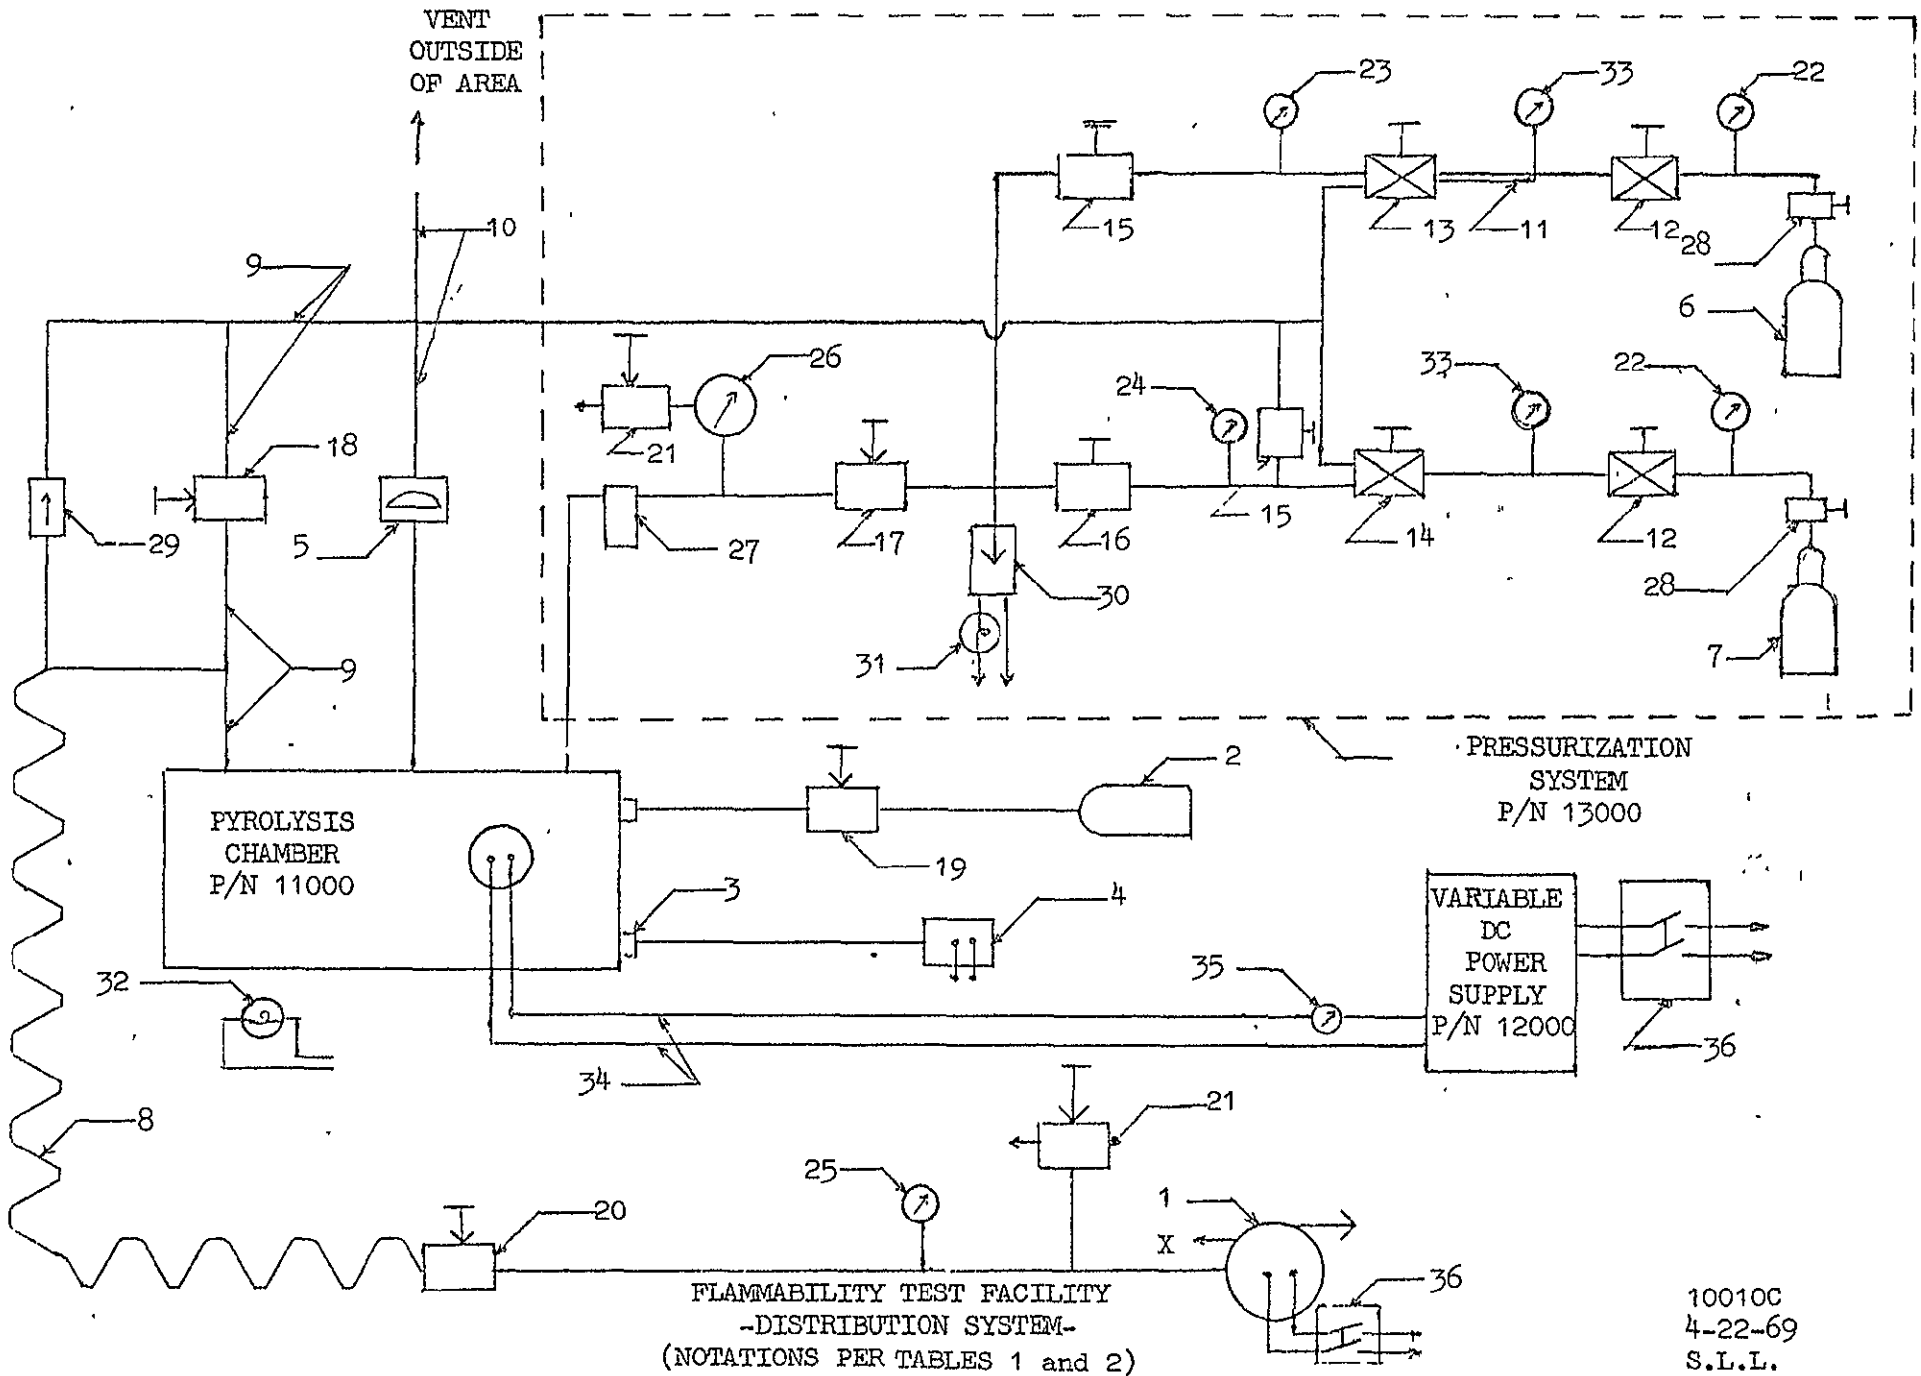 VENT
OUTSIDE
OF AREA
23
33
22
10
15
13
11
12
28
9
6
26
24
33
22
18
21
29
5
27
17
16
15
14
12
28
30
31
7
9
PRESSURIZATION
SYSTEM
P/N 13000
2
PYROLYSIS
CHAMBER
P/N 11000
19
3
4
VARIABLE
DC
POWER
SUPPLY
P/N 12000
32
35
36
34
8
21
25
20
1
X
36
FLAMMABILITY TEST FACILITY
-DISTRIBUTION SYSTEM-
(NOTATIONS PER TABLES 1 and 2)
10010C
4-22-69
S.L.L.